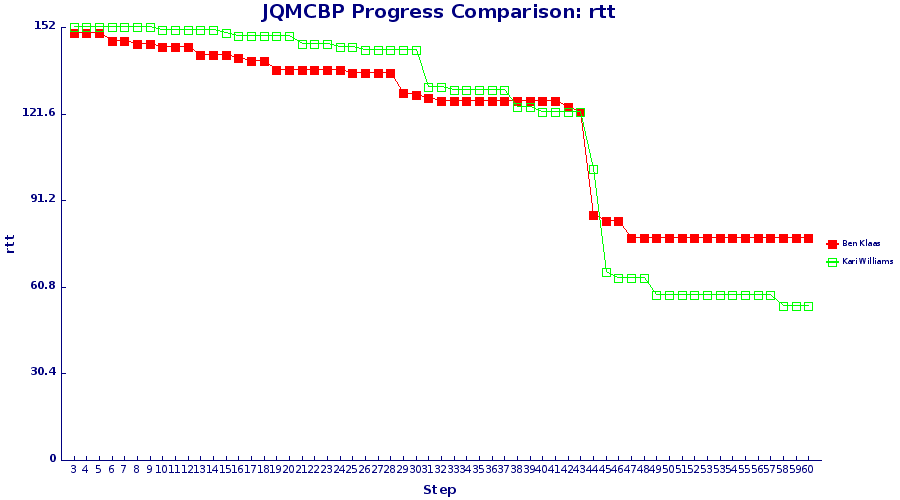 JQMCBP Progress Comparison: rtt
152
121.6
91.2
60.8
30.4
0
rtt
3 4 5 6 7 8 9 10 11 12 13 14 15 16 17 18 19 20 21 22 23 24 25 26 27 28 29 30 31 32 33 34 35 36 37 38 39 40 41 42 43 44 45 46 47 48 49 50 51 52 53 54 55 56 57 58 59 60
Step
Ben Klaas
Kari Williams